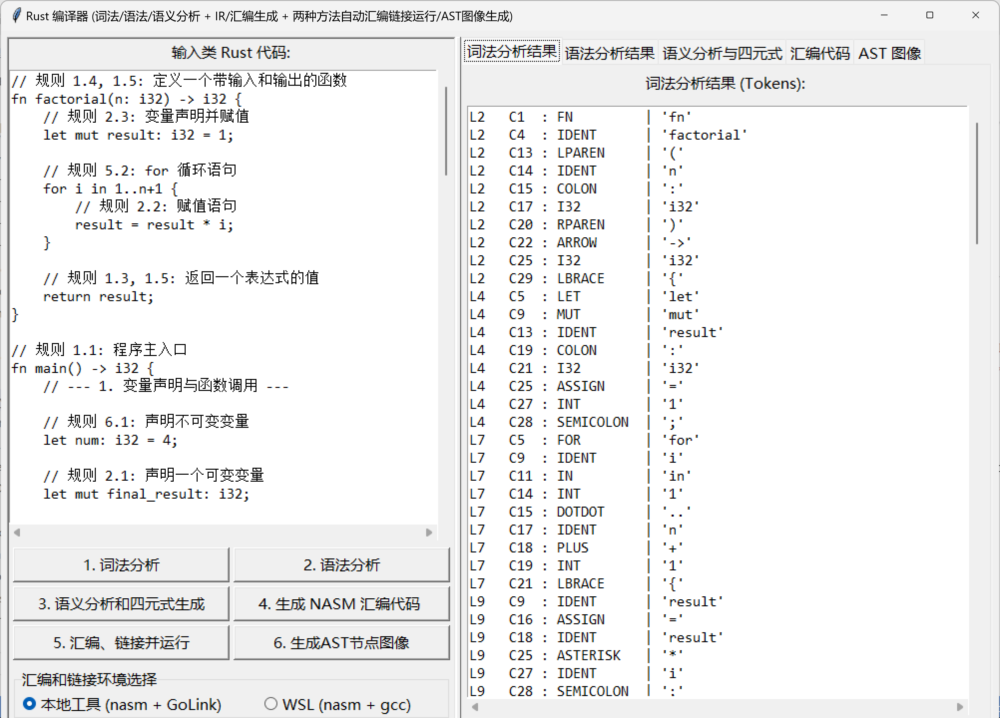 Rust 编译器 (词法/语法/语义分析 + IR/汇编生成 + 两种方法自动汇编链接运行/AST图像生成)
输入类 Rust 代码:
// 规则 1.4, 1.5: 定义一个带输入和输出的函数
fn factorial(n: i32) -> i32 {
    // 规则 2.3: 变量声明并赋值
    let mut result: i32 = 1;

    // 规则 5.2: for 循环语句
    for i in 1..n+1 {
        // 规则 2.2: 赋值语句
        result = result * i;
    }

    // 规则 1.3, 1.5: 返回一个表达式的值
    return result;
}

// 规则 1.1: 程序主入口
fn main() -> i32 {
    // --- 1. 变量声明与函数调用 ---

    // 规则 6.1: 声明不可变变量
    let num: i32 = 4;

    // 规则 2.1: 声明一个可变变量
    let mut final_result: i32;
1. 词法分析
2. 语法分析
3. 语义分析和四元式生成
4. 生成 NASM 汇编代码
5. 汇编、链接并运行
6. 生成AST节点图像
汇编和链接环境选择
本地工具 (nasm + GoLink)
WSL (nasm + gcc)
词法分析结果 语法分析结果 语义分析与四元式 汇编代码 AST 图像
词法分析结果 (Tokens):
L2   C1  : FN         | 'fn'
L2   C4  : IDENT      | 'factorial'
L2   C13 : LPAREN     | '('
L2   C14 : IDENT      | 'n'
L2   C15 : COLON      | ':'
L2   C17 : I32        | 'i32'
L2   C20 : RPAREN     | ')'
L2   C22 : ARROW      | '->'
L2   C25 : I32        | 'i32'
L2   C29 : LBRACE     | '{'
L4   C5  : LET        | 'let'
L4   C9  : MUT        | 'mut'
L4   C13 : IDENT      | 'result'
L4   C19 : COLON      | ':'
L4   C21 : I32        | 'i32'
L4   C25 : ASSIGN     | '='
L4   C27 : INT        | '1'
L4   C28 : SEMICOLON  | ';'
L7   C5  : FOR        | 'for'
L7   C9  : IDENT      | 'i'
L7   C11 : IN         | 'in'
L7   C14 : INT        | '1'
L7   C15 : DOTDOT     | '..'
L7   C17 : IDENT      | 'n'
L7   C18 : PLUS       | '+'
L7   C19 : INT        | '1'
L7   C21 : LBRACE     | '{'
L9   C9  : IDENT      | 'result'
L9   C16 : ASSIGN     | '='
L9   C18 : IDENT      | 'result'
L9   C25 : ASTERISK   | '*'
L9   C27 : IDENT      | 'i'
L9   C28 : SEMICOLON  | ';'